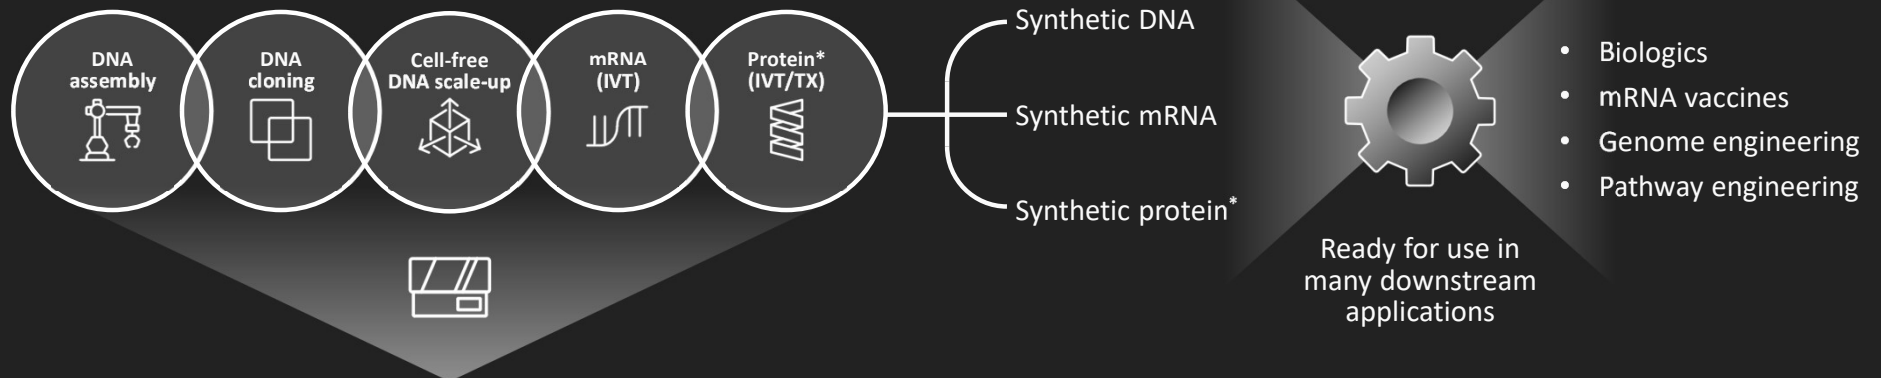 DNA
assembly
DNA
cloning
Cell-free
DNA scale-up
mRNA
(IVT)
Protein*
(IVT/TX)
Synthetic DNA
Synthetic mRNA
Synthetic protein*
Ready for use in
many downstream
applications
• Biologics
• mRNA vaccines
• Genome engineering
• Pathway engineering